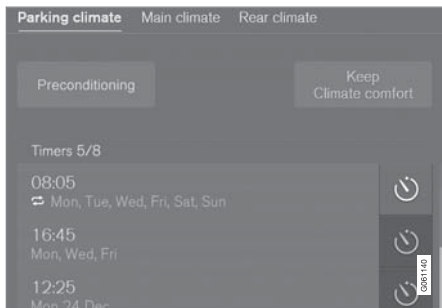 Parking climate Main climate Rear climate
Preconditioning
Keep
Climate comfort
Timers 5/8
08:05
Mon, Tue, Wed, Fri, Sat, Sun
16:45
Mon, Wed, Fri
12:25
Mon 24 Dec
G061140